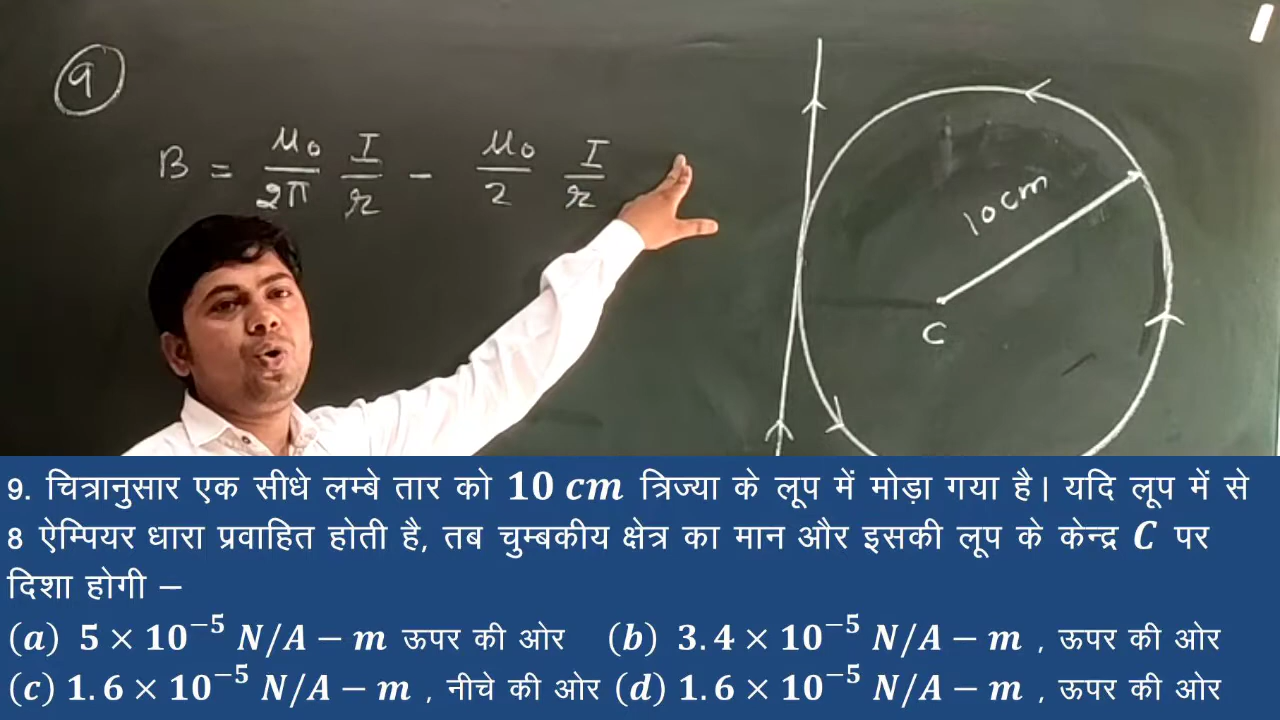 9
B = μ₀/2π I/r - μ₀/2 I/r
10cm
C
9. चित्रानुसार एक सीधे लम्बे तार को 10 cm त्रिज्या के लूप में मोड़ा गया है। यदि लूप में से
8 ऐम्पियर धारा प्रवाहित होती है, तब चुम्बकीय क्षेत्र का मान और इसकी लूप के केन्द्र C पर
दिशा होगी –
(a) 5 × 10⁻⁵ N/A − m ऊपर की ओर (b) 3.4 × 10⁻⁵ N/A − m , ऊपर की ओर
(c) 1.6 × 10⁻⁵ N/A − m , नीचे की ओर (d) 1.6 × 10⁻⁵ N/A − m , ऊपर की ओर